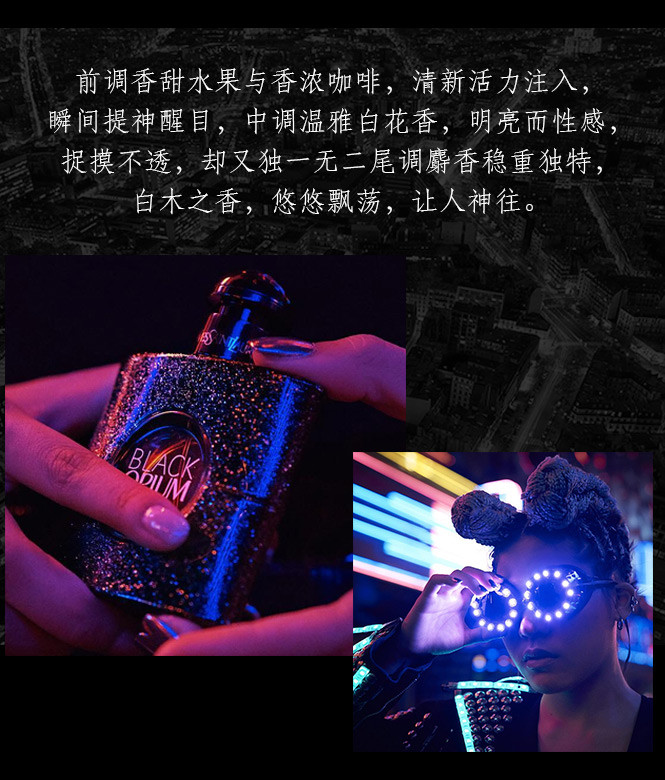 前调香甜水果与香浓咖啡，清新活力注入，
瞬间提神醒目，中调温雅白花香，明亮而性感，
捉摸不透，却又独一无二尾调麝香稳重独特，
白木之香，悠悠飘荡，让人神往。
BLACK
OPIUM